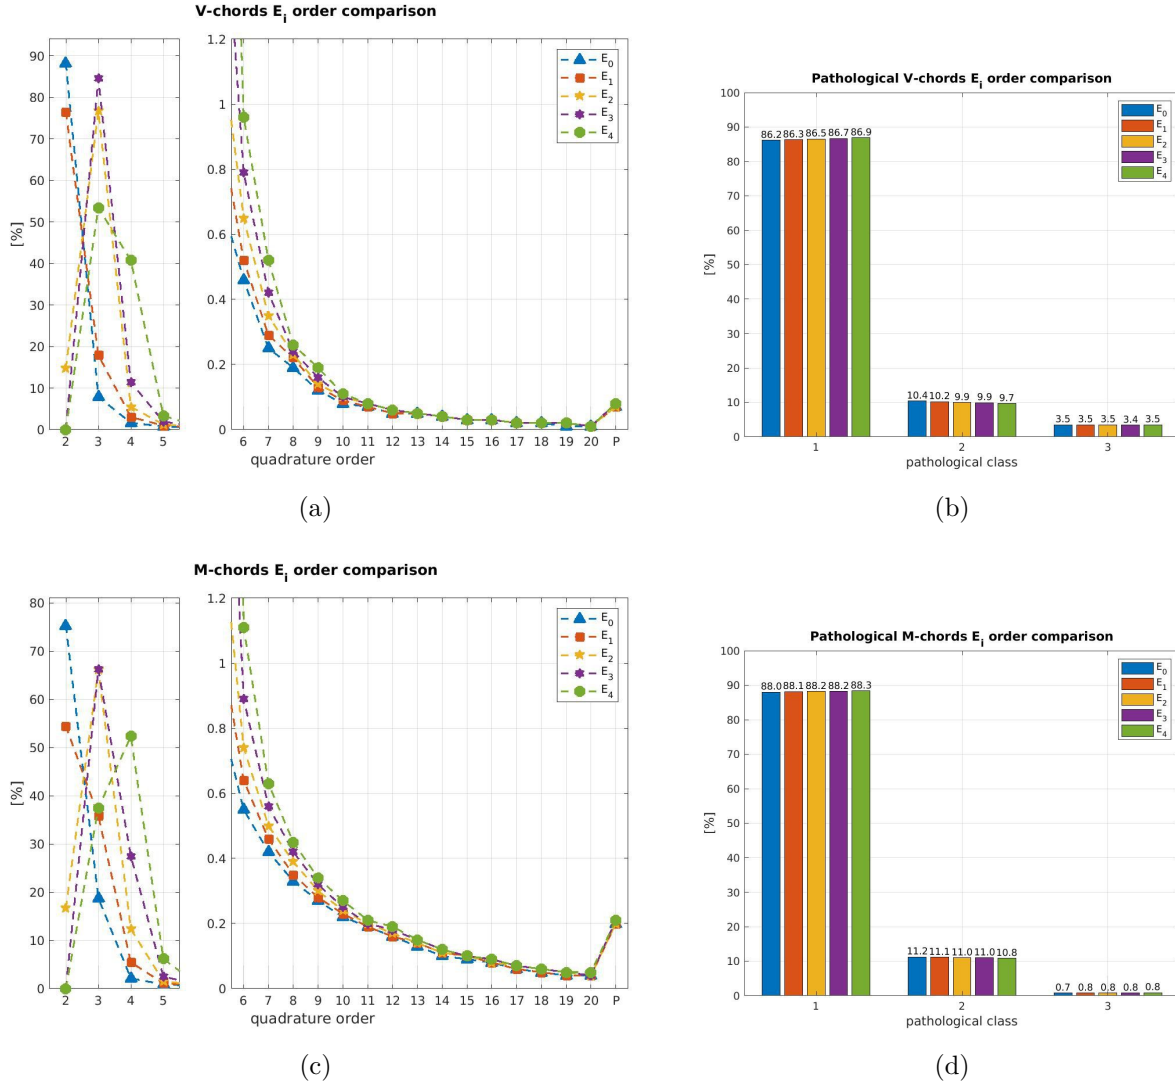 V-chords E_i order comparison
90
80
70
60
50
40
30
20
10
0
[%]
2 3 4 5
1.2
1
0.8
0.6
0.4
0.2
0
6 7 8 9 10 11 12 13 14 15 16 17 18 19 20 P
quadrature order
E_0
E_1
E_2
E_3
E_4
(a)
Pathological V-chords E_i order comparison
100
90
80
70
60
50
40
30
20
10
0
[%]
86.2 86.3 86.5 86.7 86.9
10.4 10.2 9.9 9.9 9.7
3.5 3.5 3.5 3.4 3.5
1 2 3
pathological class
E_0
E_1
E_2
E_3
E_4
(b)
M-chords E_i order comparison
80
70
60
50
40
30
20
10
0
[%]
2 3 4 5
1.2
1
0.8
0.6
0.4
0.2
0
6 7 8 9 10 11 12 13 14 15 16 17 18 19 20 P
quadrature order
E_0
E_1
E_2
E_3
E_4
(c)
Pathological M-chords E_i order comparison
100
90
80
70
60
50
40
30
20
10
0
[%]
88.0 88.1 88.2 88.2 88.3
11.2 11.1 11.0 11.0 10.8
0.7 0.8 0.8 0.8 0.8
1 2 3
pathological class
E_0
E_1
E_2
E_3
E_4
(d)